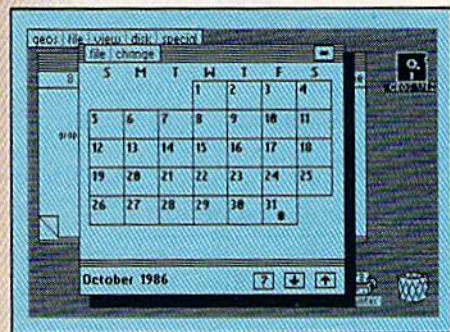 geos file view disk special
file change
8
S M T W T F S
1 2 3 4
5 6 7 8 9 10 11
12 13 14 15 16 17 18
19 20 21 22 23 24 25
26 27 28 29 30 31
October 1986 ?